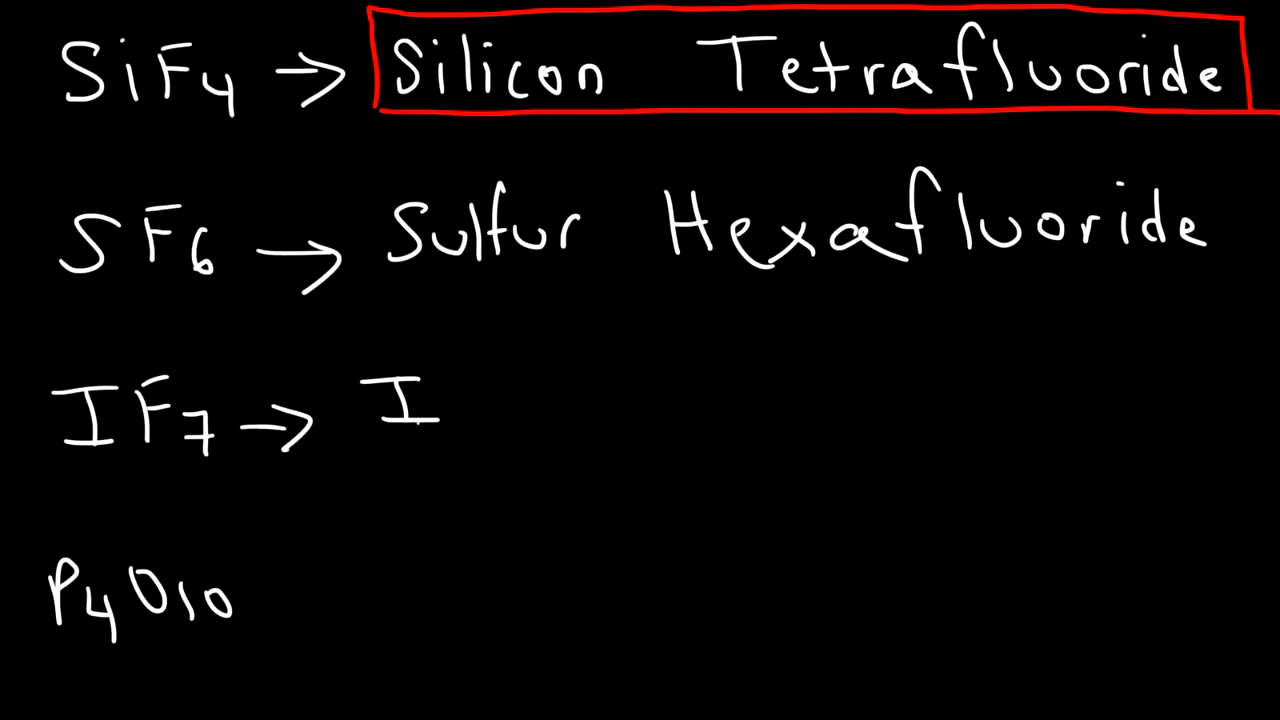 SiF4 → Silicon Tetrafluoride
SF6 → Sulfur Hexafluoride
IF7 → I
P4O10